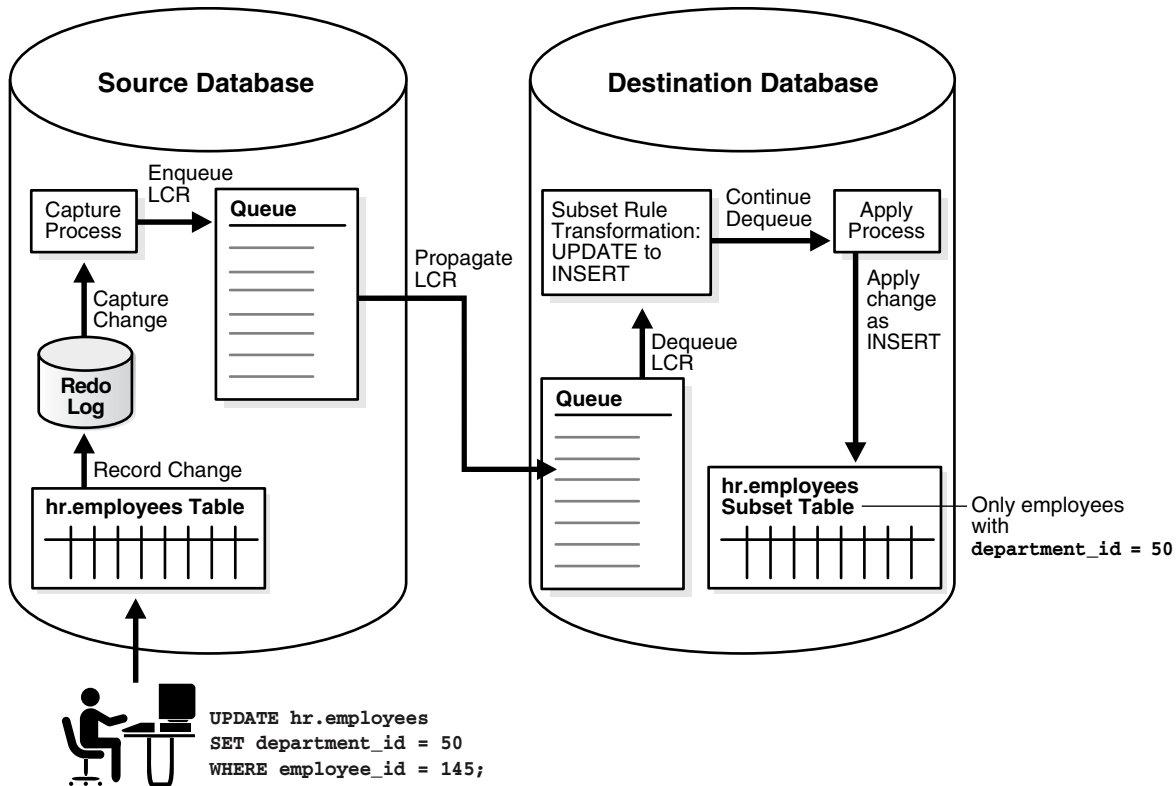 Source Database
Enqueue
LCR
Capture
Process
Queue
Capture
Change
Redo
Log
Record Change
hr.employees Table
Propagate
LCR
Destination Database
Subset Rule
Transformation:
UPDATE to
INSERT
Continue
Dequeue
Apply
Process
Dequeue
LCR
Apply
change
as
INSERT
Queue
hr.employees
Subset Table
Only employees
with
department_id = 50
UPDATE hr.employees
SET department_id = 50
WHERE employee_id = 145;